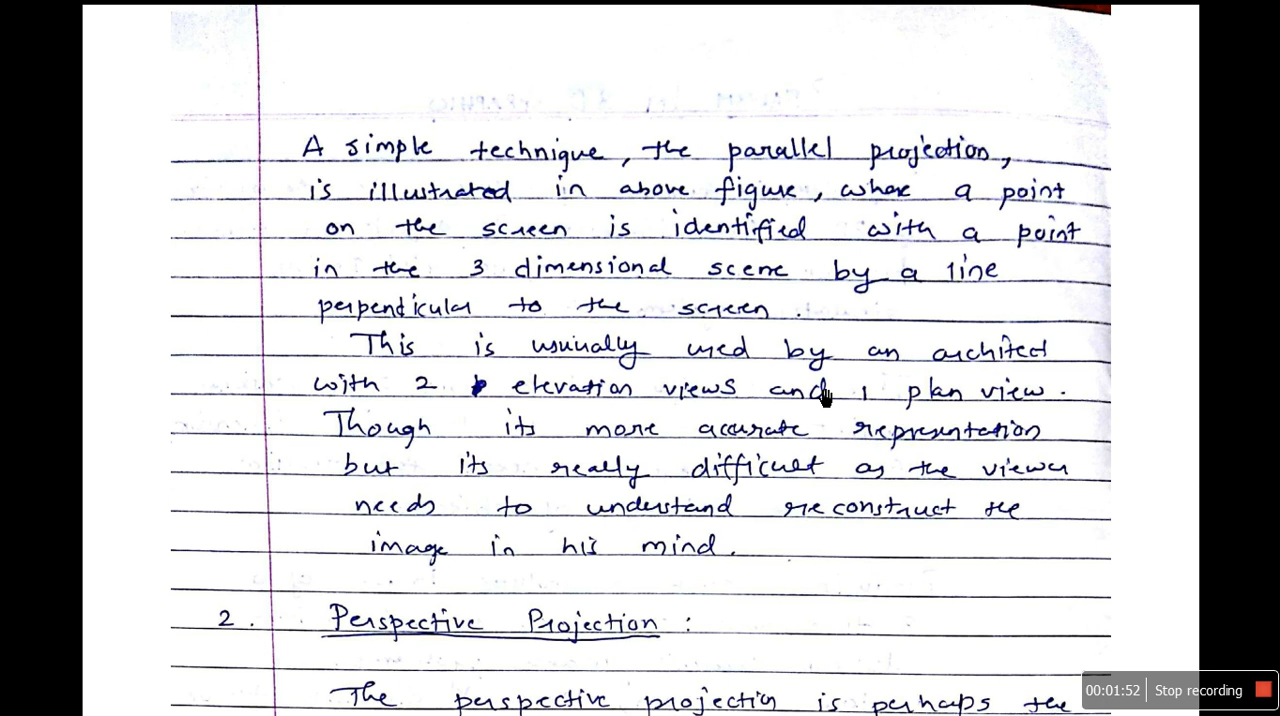 A simple technique, the parallel projection,
is illustrated in above figure, where a point
on the screen is identified with a point
in the 3 dimensional scene by a line
perpendicular to the screen.
This is usually used by an architect
with 2 elevation views and 1 plan view.
Though its more accurate representation
but its really difficult as the viewer
needs to understand reconstruct the
image in his mind.
2. Perspective Projection :
The perspective projection is perhaps the
00:01:52 Stop recording